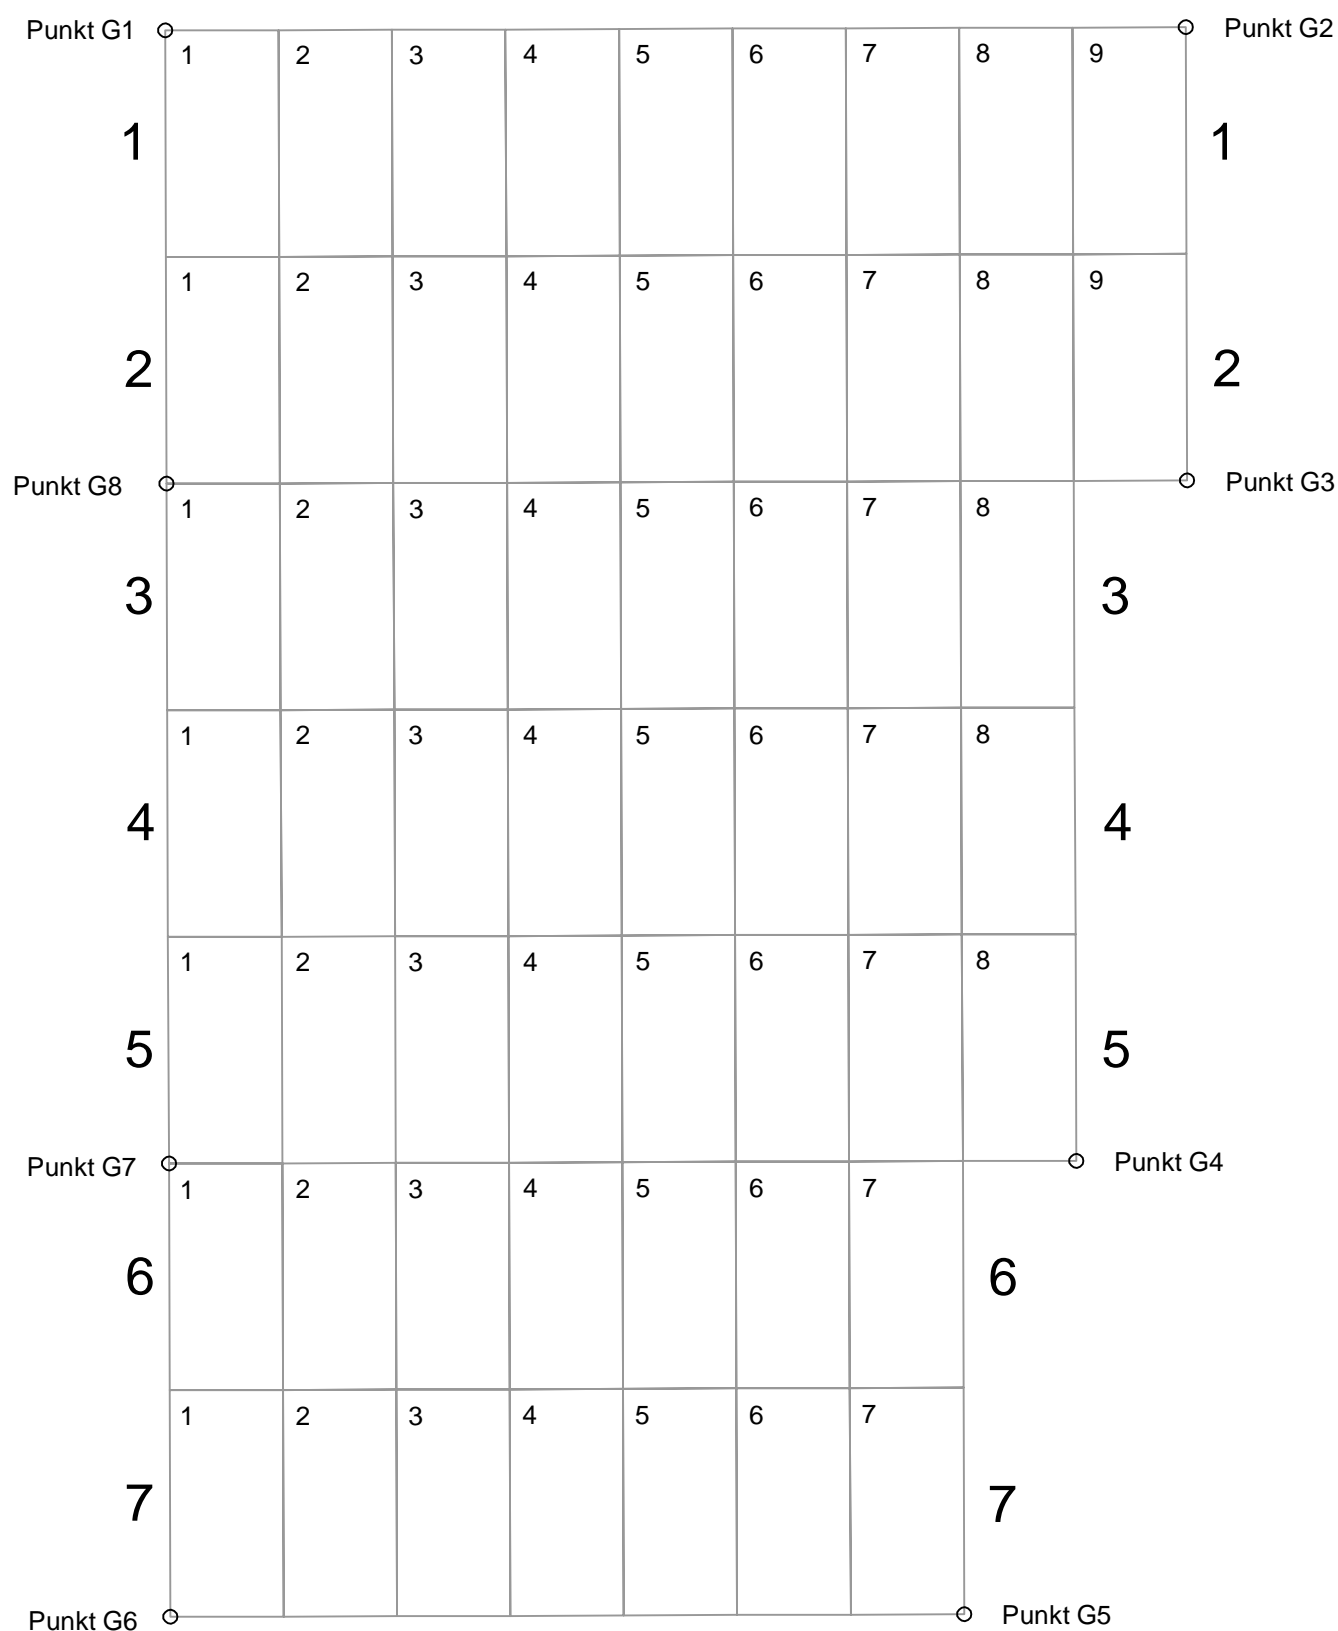 Punkt G1 Punkt G2
1 2 3 4 5 6 7 8 9
1 1
1 2 3 4 5 6 7 8 9
2 2
Punkt G8 Punkt G3
1 2 3 4 5 6 7 8
3 3
1 2 3 4 5 6 7 8
4 4
1 2 3 4 5 6 7 8
5 5
Punkt G7 Punkt G4
1 2 3 4 5 6 7
6 6
1 2 3 4 5 6 7
7 7
Punkt G6 Punkt G5